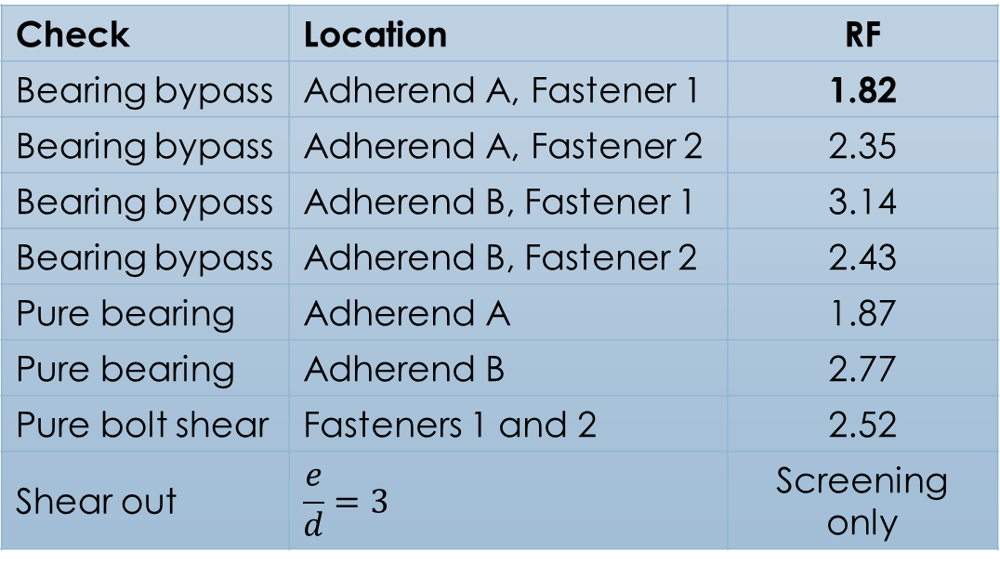 Check Location RF
Bearing bypass Adherend A, Fastener 1 1.82
Bearing bypass Adherend A, Fastener 2 2.35
Bearing bypass Adherend B, Fastener 1 3.14
Bearing bypass Adherend B, Fastener 2 2.43
Pure bearing Adherend A 1.87
Pure bearing Adherend B 2.77
Pure bolt shear Fasteners 1 and 2 2.52
Shear out e/d = 3 Screening
only